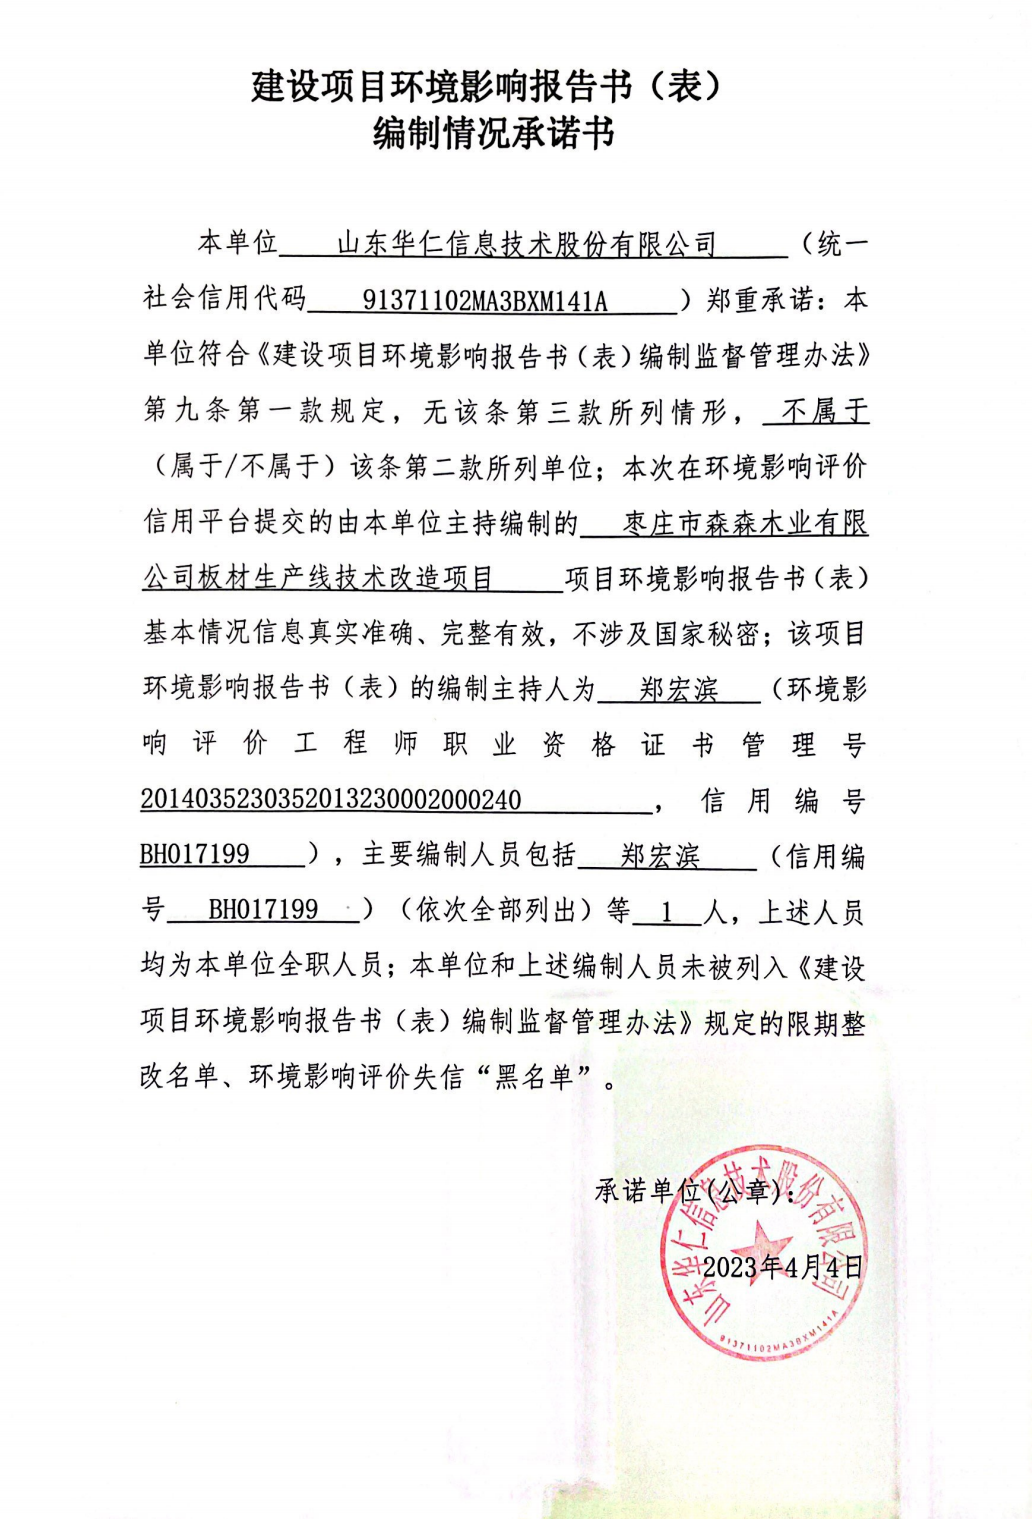 建设项目环境影响报告书（表）
编制情况承诺书
本单位 山东华仁信息技术股份有限公司 （统一
社会信用代码 91371102MA3BXM141A ）郑重承诺：本
单位符合《建设项目环境影响报告书（表）编制监督管理办法》
第九条第一款规定，无该条第三款所列情形， 不属于
（属于/不属于）该条第二款所列单位；本次在环境影响评价
信用平台提交的由本单位主持编制的 枣庄市森森木业有限
公司板材生产线技术改造项目 项目环境影响报告书（表）
基本情况信息真实准确、完整有效，不涉及国家秘密；该项目
环境影响报告书（表）的编制主持人为 郑宏滨 （环境影
响评价工程师职业资格证书管理号
2014035230352013230002000240 ，信用编号
BH017199 ），主要编制人员包括 郑宏滨 （信用编
号 BH017199 ）（依次全部列出）等 1 人，上述人员
均为本单位全职人员；本单位和上述编制人员未被列入《建设
项目环境影响报告书（表）编制监督管理办法》规定的限期整
改名单、环境影响评价失信“黑名单”。
承诺单位（公章）：
2023年4月4日
山东华仁信息技术股份有限公司
91371102MA3BXM141A